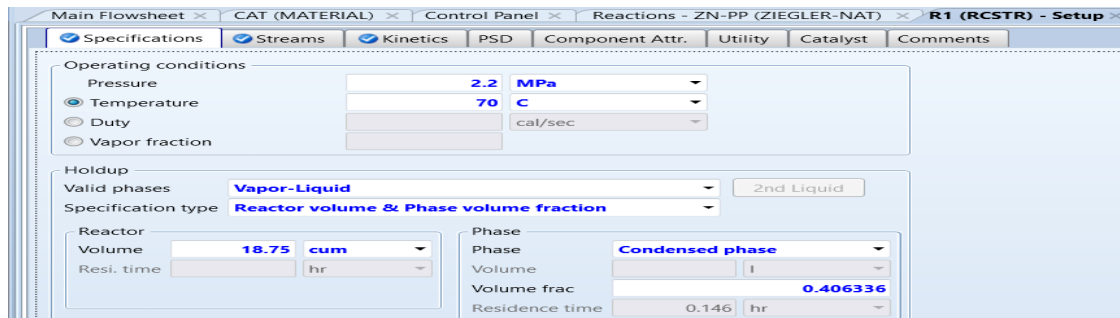 Main Flowsheet CAT (MATERIAL) Control Panel Reactions - ZN-PP (ZIEGLER-NAT) R1 (RCSTR) - Setup
Specifications Streams Kinetics PSD Component Attr. Utility Catalyst Comments
Operating conditions
Pressure 2.2 MPa
Temperature 70 C
Duty cal/sec
Vapor fraction
Holdup
Valid phases Vapor-Liquid 2nd Liquid
Specification type Reactor volume & Phase volume fraction
Reactor Phase
Volume 18.75 cum Phase Condensed phase
Resi. time hr Volume l
Volume frac 0.406336
Residence time 0.146 hr